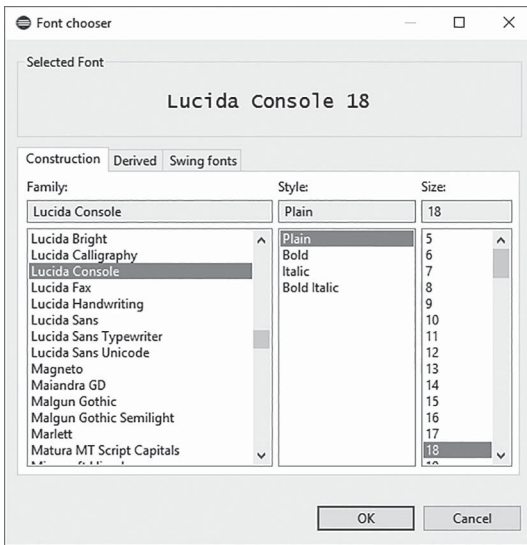 Font chooser
Selected Font
Lucida Console 18
Construction Derived Swing fonts
Family: Style: Size:
Lucida Console Plain 18
Lucida Bright
Lucida Calligraphy
Lucida Console
Lucida Fax
Lucida Handwriting
Lucida Sans
Lucida Sans Typewriter
Lucida Sans Unicode
Magneto
Maiandra GD
Malgun Gothic
Malgun Gothic Semilight
Marlett
Matura MT Script Capitals
Plain
Bold
Italic
Bold Italic
5
6
7
8
9
10
11
12
13
14
15
16
17
18
OK Cancel